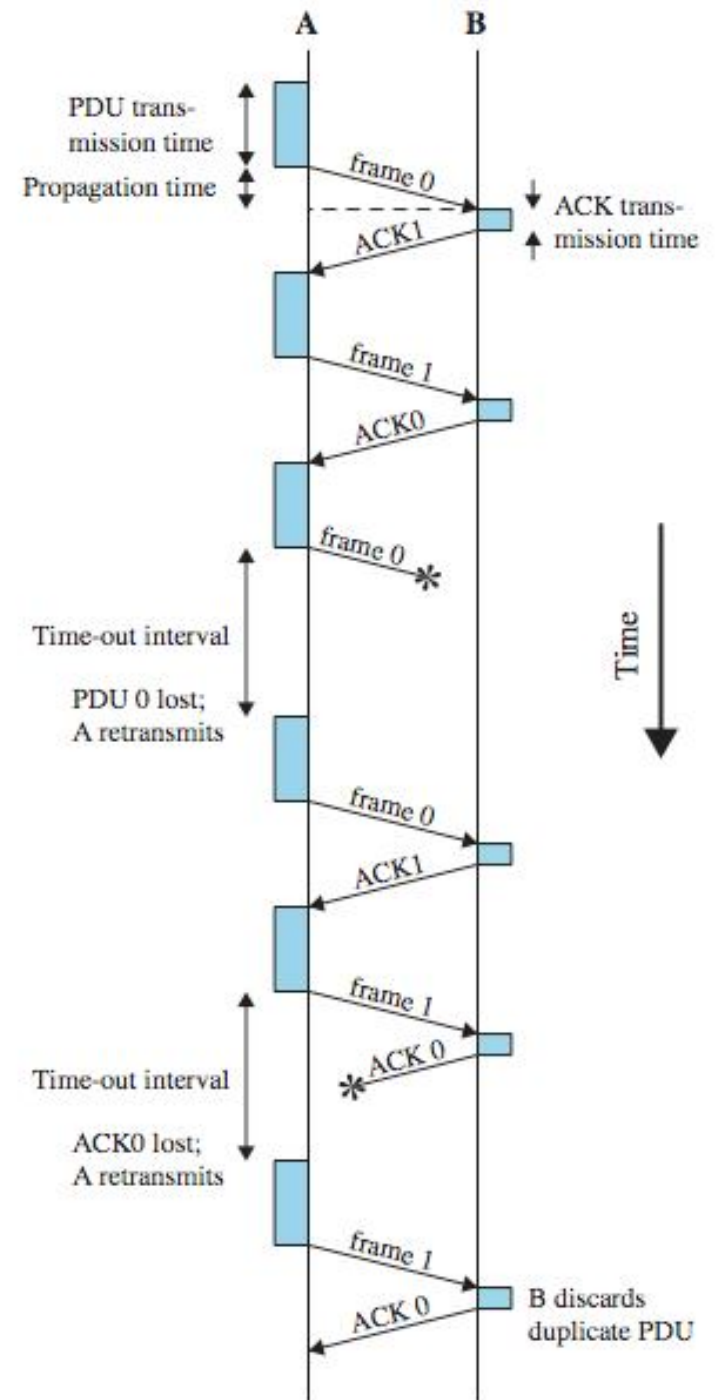 A
B
PDU trans-
mission time
frame 0
Propagation time
ACK trans-
mission time
ACK1
frame 1
ACK0
frame 0
Time-out interval
Time
PDU 0 lost;
A retransmits
frame 0
ACK1
frame 1
ACK 0
Time-out interval
ACK0 lost;
A retransmits
frame 1
B discards
duplicate PDU
ACK 0